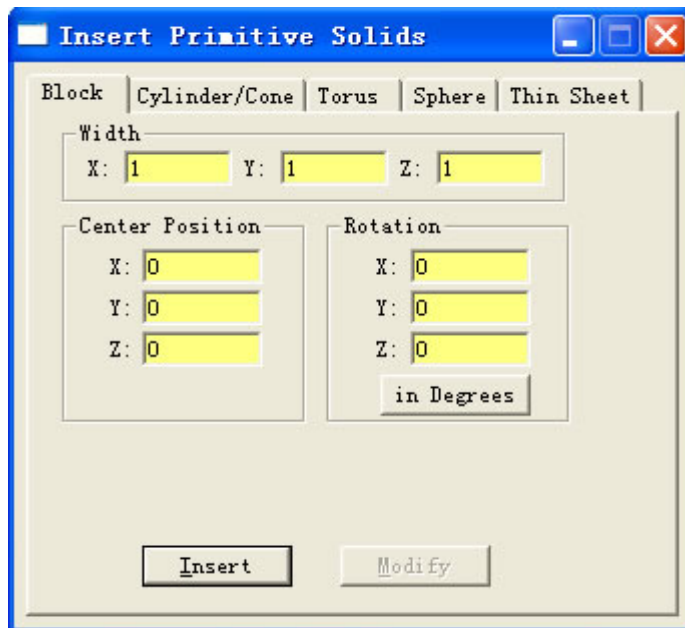 Insert Primitive Solids
Block Cylinder/Cone Torus Sphere Thin Sheet
Width
X: 1 Y: 1 Z: 1
Center Position Rotation
X: 0 X: 0
Y: 0 Y: 0
Z: 0 Z: 0
in Degrees
Insert Modify